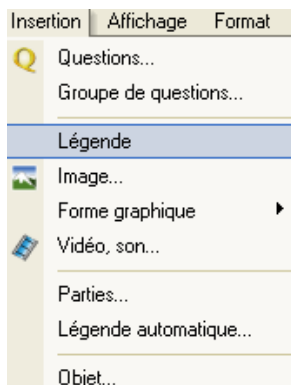 Insertion Affichage Format
Questions...
Groupe de questions...
Légende
Image...
Forme graphique
Vidéo, son...
Parties...
Légende automatique...
Objet...